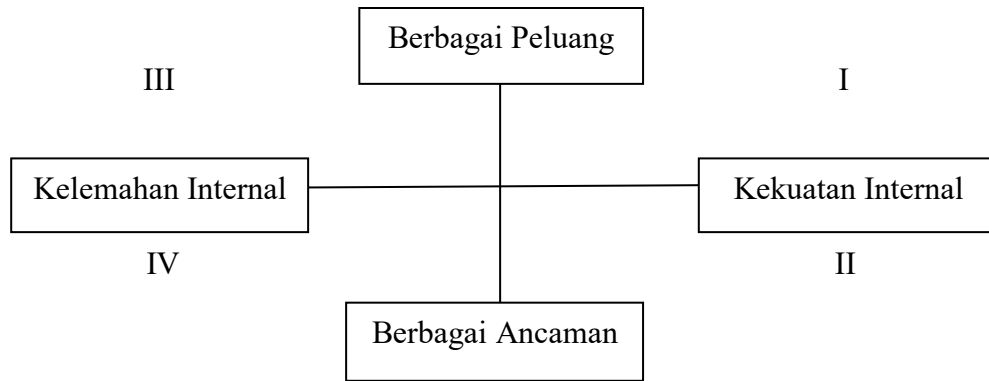 Berbagai Peluang
III
I
Kelemahan Internal
Kekuatan Internal
IV
II
Berbagai Ancaman